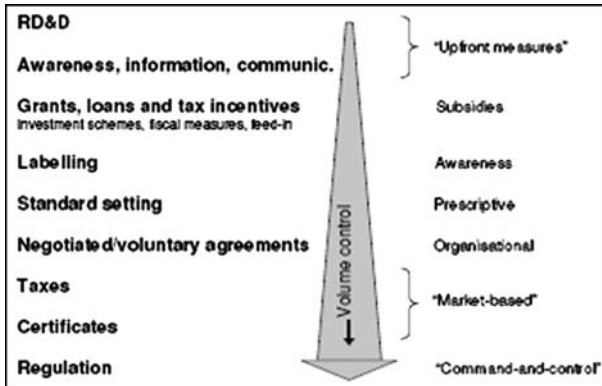 RD&D
"Upfront measures"
Awareness, information, communic.
Grants, loans and tax incentives
Investment schemes, fiscal measures, feed-in
Subsidies
Labelling
Awareness
Standard setting
Prescriptive
Negotiated/voluntary agreements
Organisational
Taxes
"Market-based"
Certificates
Regulation
"Command-and-control"
Volume control